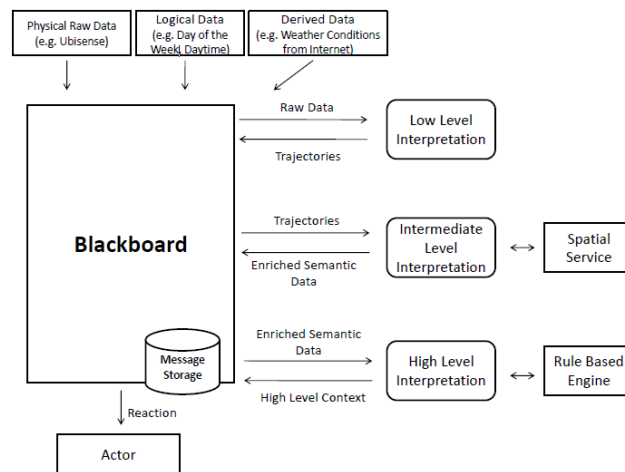 Physical Raw Data
(e.g. Ubisense)
Logical Data
(e.g. Day of the
Week, Daytime)
Derived Data
(e.g. Weather Conditions
from Internet)
Raw Data
Trajectories
Low Level
Interpretation
Blackboard
Trajectories
Enriched Semantic
Data
Intermediate
Level
Interpretation
Spatial
Service
Enriched Semantic
Data
High Level Context
High Level
Interpretation
Rule Based
Engine
Message
Storage
Reaction
Actor